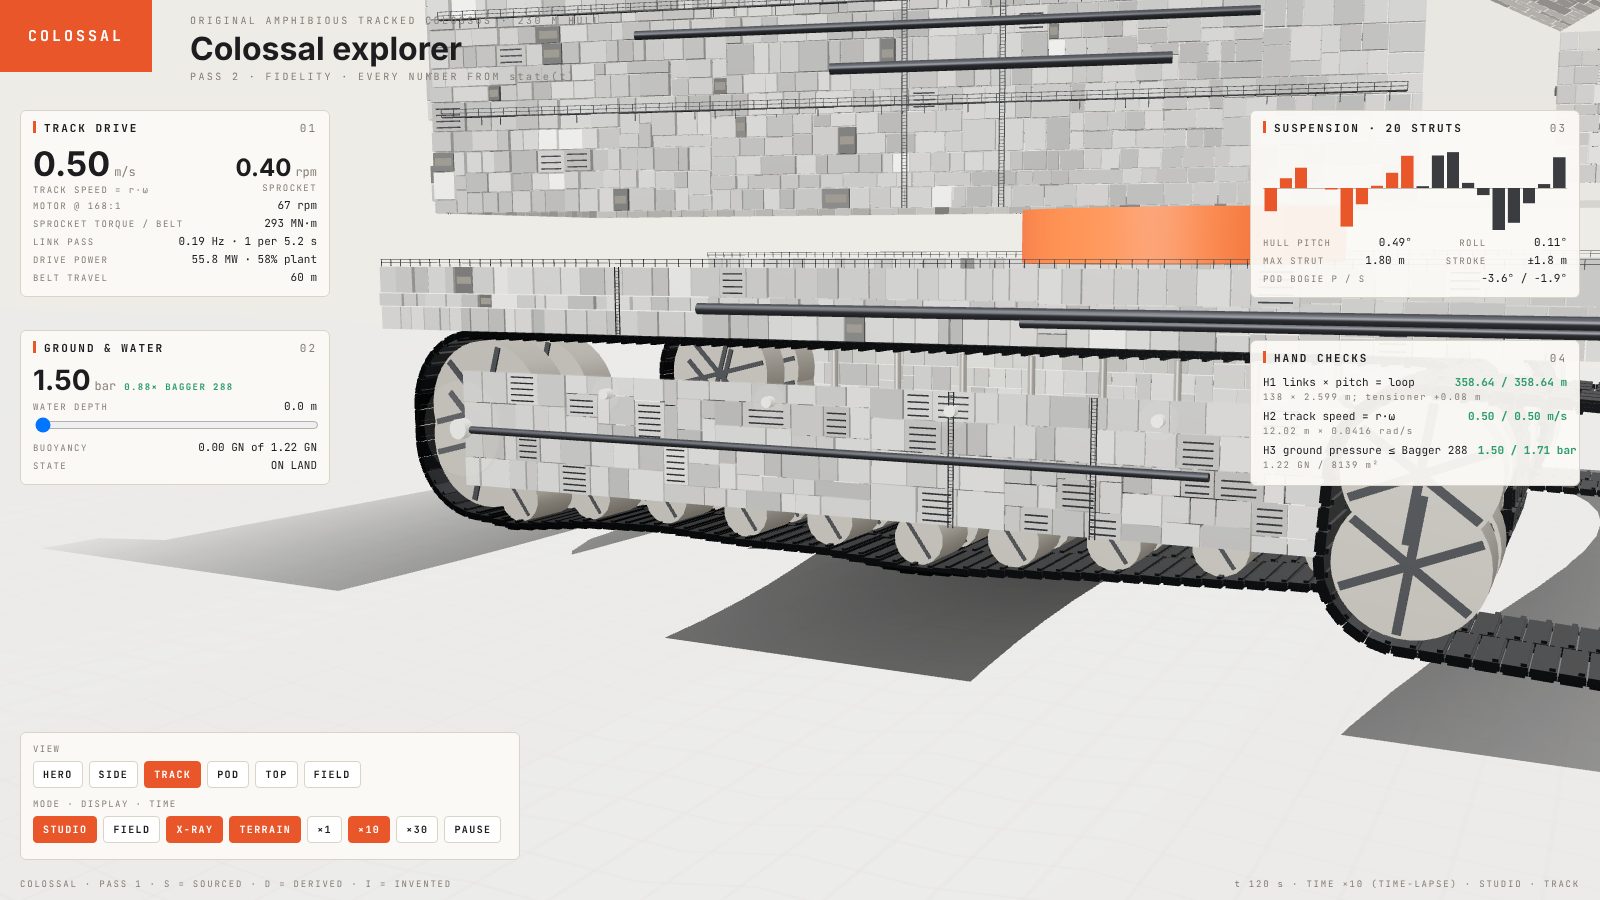 COLOSSAL
ORIGINAL AMPHIBIOUS TRACKED COLOSSUS · 230 M HULL
Colossal explorer
PASS 2 · FIDELITY · EVERY NUMBER FROM state(t)
TRACK DRIVE 01
0.50 m/s 0.40 rpm
TRACK SPEED = r·ω SPROCKET
MOTOR @ 168:1 67 rpm
SPROCKET TORQUE / BELT 293 MN·m
LINK PASS 0.19 Hz · 1 per 5.2 s
DRIVE POWER 55.8 MW · 58% plant
BELT TRAVEL 60 m
GROUND & WATER 02
1.50 bar 0.88× BAGGER 288
WATER DEPTH 0.0 m
BUOYANCY 0.00 GN of 1.22 GN
STATE ON LAND
SUSPENSION · 20 STRUTS 03
HULL PITCH 0.49° ROLL 0.11°
MAX STRUT 1.80 m STROKE ±1.8 m
POD BOGIE P / S -3.6° / -1.9°
HAND CHECKS 04
H1 links × pitch = loop 358.64 / 358.64 m
138 × 2.599 m; tensioner +0.08 m
H2 track speed = r·ω 0.50 / 0.50 m/s
12.02 m × 0.0416 rad/s
H3 ground pressure ≤ Bagger 288 1.50 / 1.71 bar
1.22 GN / 8139 m²
VIEW
HERO SIDE TRACK POD TOP FIELD
MODE · DISPLAY · TIME
STUDIO FIELD X-RAY TERRAIN ×1 ×10 ×30 PAUSE
COLOSSAL · PASS 1 · S = SOURCED · D = DERIVED · I = INVENTED
t 120 s · TIME ×10 (TIME-LAPSE) · STUDIO · TRACK